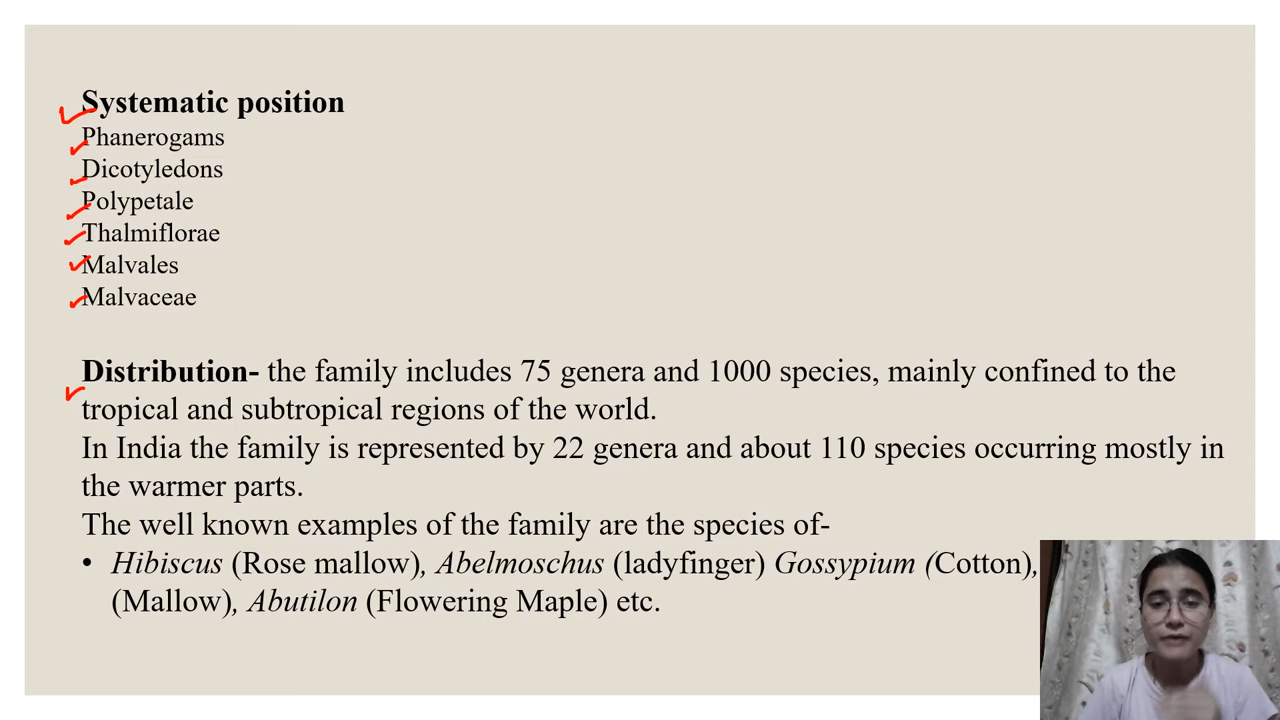 Systematic position
Phanerogams
Dicotyledons
Polypetale
Thalmiflorae
Malvales
Malvaceae
Distribution- the family includes 75 genera and 1000 species, mainly confined to the
tropical and subtropical regions of the world.
In India the family is represented by 22 genera and about 110 species occurring mostly in
the warmer parts.
The well known examples of the family are the species of-
• Hibiscus (Rose mallow), Abelmoschus (ladyfinger) Gossypium (Cotton),
(Mallow), Abutilon (Flowering Maple) etc.